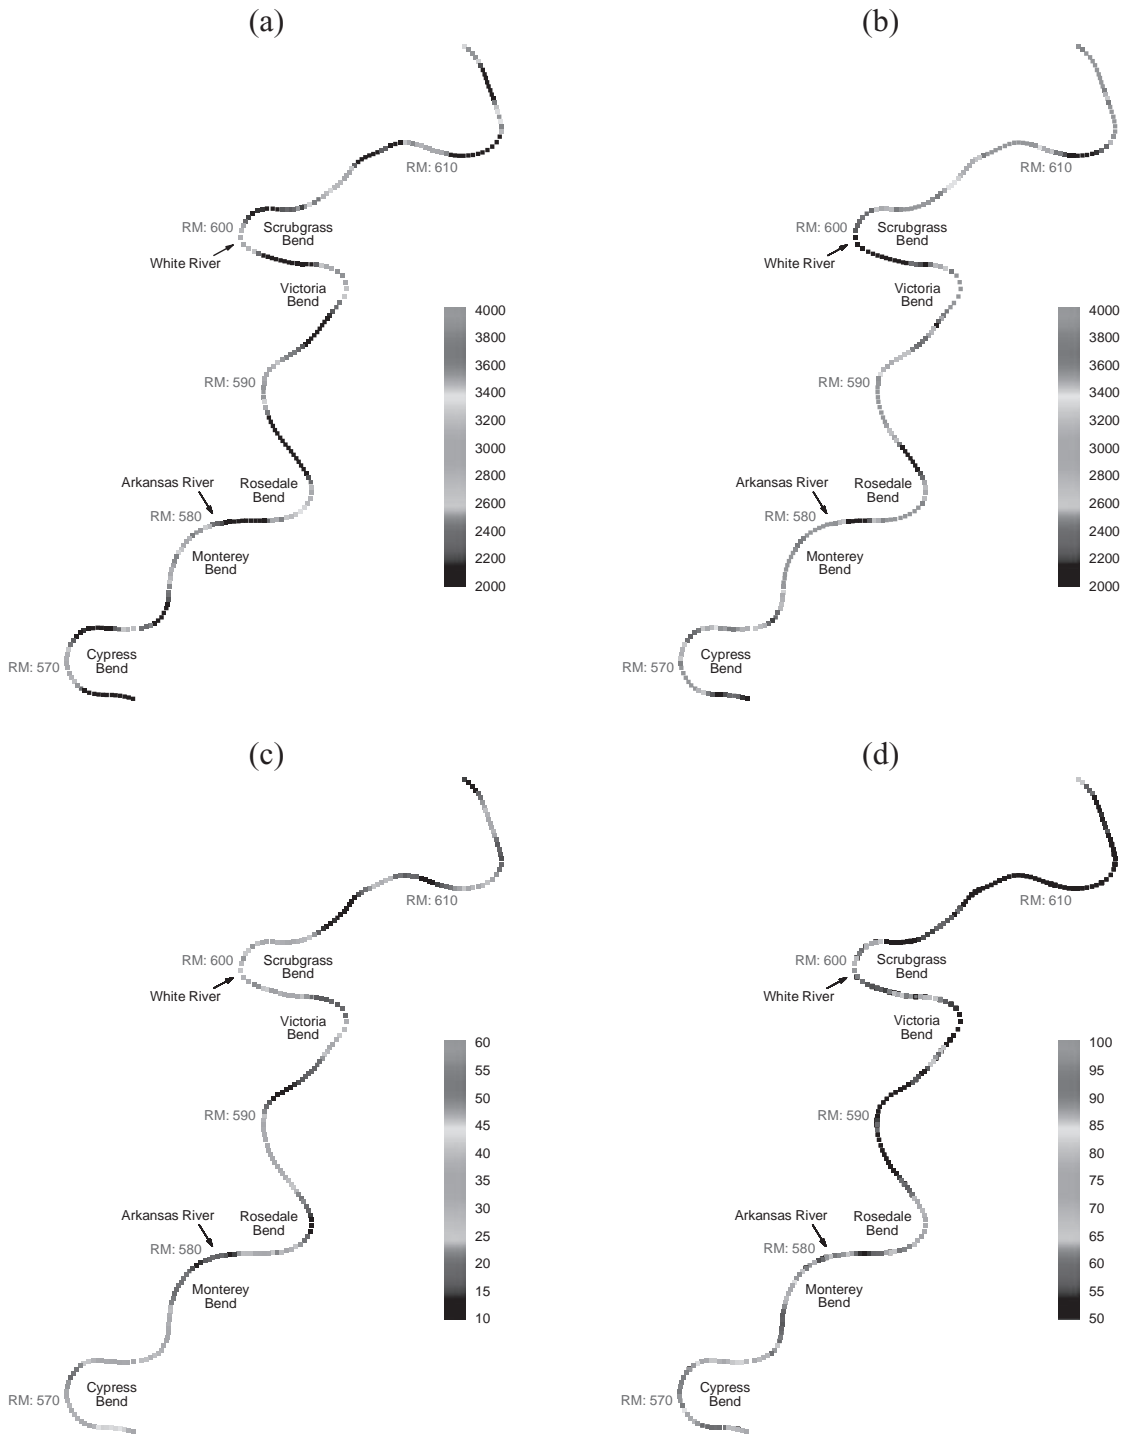 (a)
RM: 610
RM: 600
Scrubgrass
Bend
White River
Victoria
Bend
RM: 590
Arkansas River
Rosedale
Bend
RM: 580
Monterey
Bend
Cypress
Bend
RM: 570
4000
3800
3600
3400
3200
3000
2800
2600
2400
2200
2000
(b)
RM: 610
RM: 600
Scrubgrass
Bend
White River
Victoria
Bend
RM: 590
Arkansas River
Rosedale
Bend
RM: 580
Monterey
Bend
Cypress
Bend
RM: 570
4000
3800
3600
3400
3200
3000
2800
2600
2400
2200
2000
(c)
RM: 610
RM: 600
Scrubgrass
Bend
White River
Victoria
Bend
RM: 590
Arkansas River
Rosedale
Bend
RM: 580
Monterey
Bend
Cypress
Bend
RM: 570
60
55
50
45
40
35
30
25
20
15
10
(d)
RM: 610
RM: 600
Scrubgrass
Bend
White River
Victoria
Bend
RM: 590
Arkansas River
Rosedale
Bend
RM: 580
Monterey
Bend
Cypress
Bend
RM: 570
100
95
90
85
80
75
70
65
60
55
50